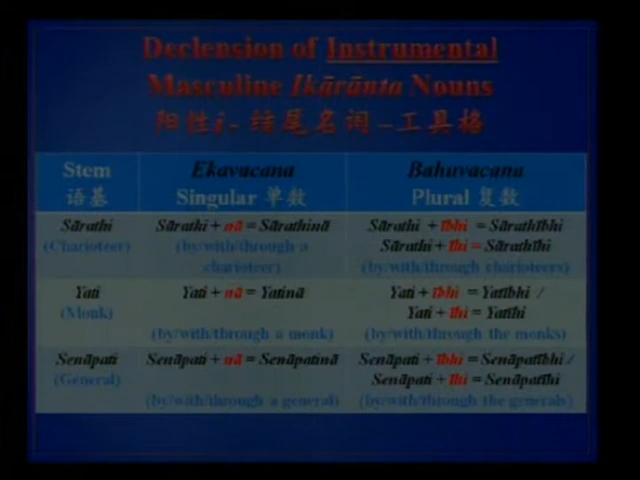 Declension of Instrumental
Masculine Ikārānta Nouns
阳性i- 结尾名词 –工具格
Stem
语基
Ekavacana
Singular 单数
Bahuvacana
Plural 复数
Sārathi
(Charioteer)
Sārathi + nā = Sārathinā
(by/with/through a
charioteer)
Sārathi + ībhi = Sārathībhi
Sārathi + īhi = Sārathīhi
(by/with/through charioteers)
Yati
(Monk)
Yati + nā = Yatinā
(by/with/through a monk)
Yati + ībhi = Yatībhi /
Yati + īhi = Yatīhi
(by/with/through the monks)
Senāpati
(General)
Senāpati + nā = Senāpatinā
(by/with/through a general)
Senāpati + ībhi = Senāpatībhi /
Senāpati + īhi = Senāpatīhi
(by/with/through the generals)